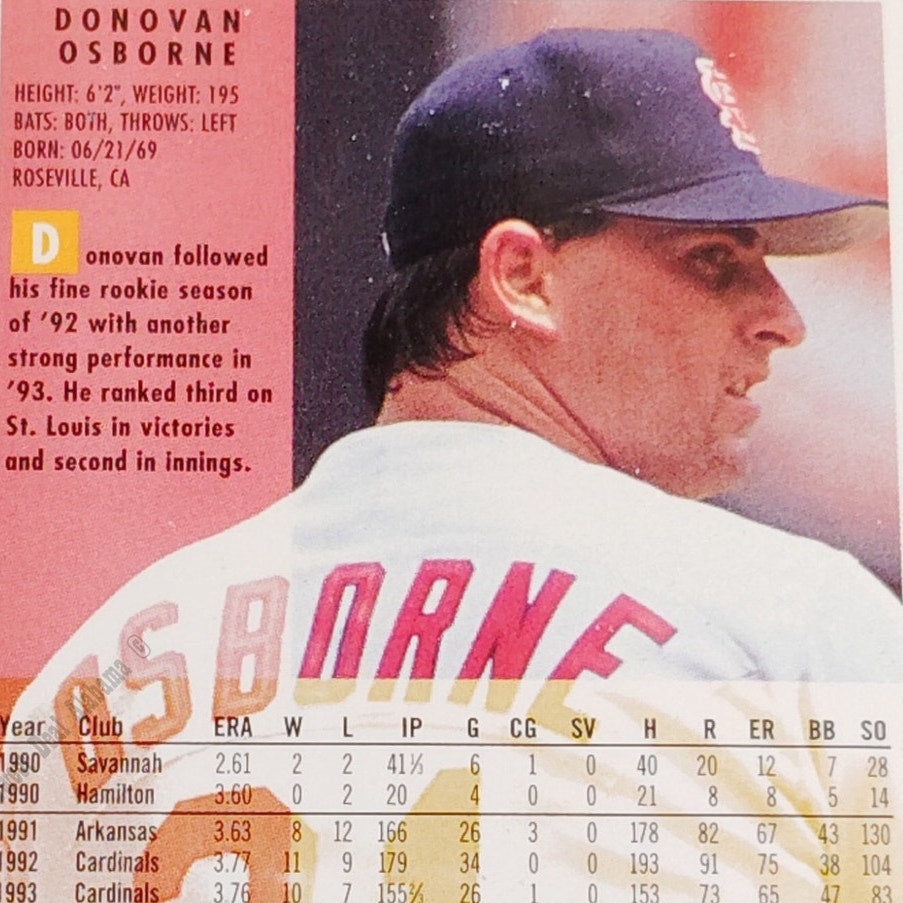 DONOVAN
OSBORNE
HEIGHT: 6'2", WEIGHT: 195
BATS: BOTH, THROWS: LEFT
BORN: 06/21/69
ROSEVILLE, CA
Donovan followed
his fine rookie season
of '92 with another
strong performance in
'93. He ranked third on
St. Louis in victories
and second in innings.
OSBORNE
Year Club ERA W L IP G CG SV H R ER BB SO
1990 Savannah 2.61 2 2 41⅓ 6 1 0 40 20 12 7 28
1990 Hamilton 3.60 0 2 20 4 0 0 21 8 8 5 14
1991 Arkansas 3.63 8 12 166 26 3 0 178 82 67 43 130
1992 Cardinals 3.77 11 9 179 34 0 0 193 91 75 38 104
1993 Cardinals 3.76 10 7 155⅔ 26 1 0 153 73 65 47 83